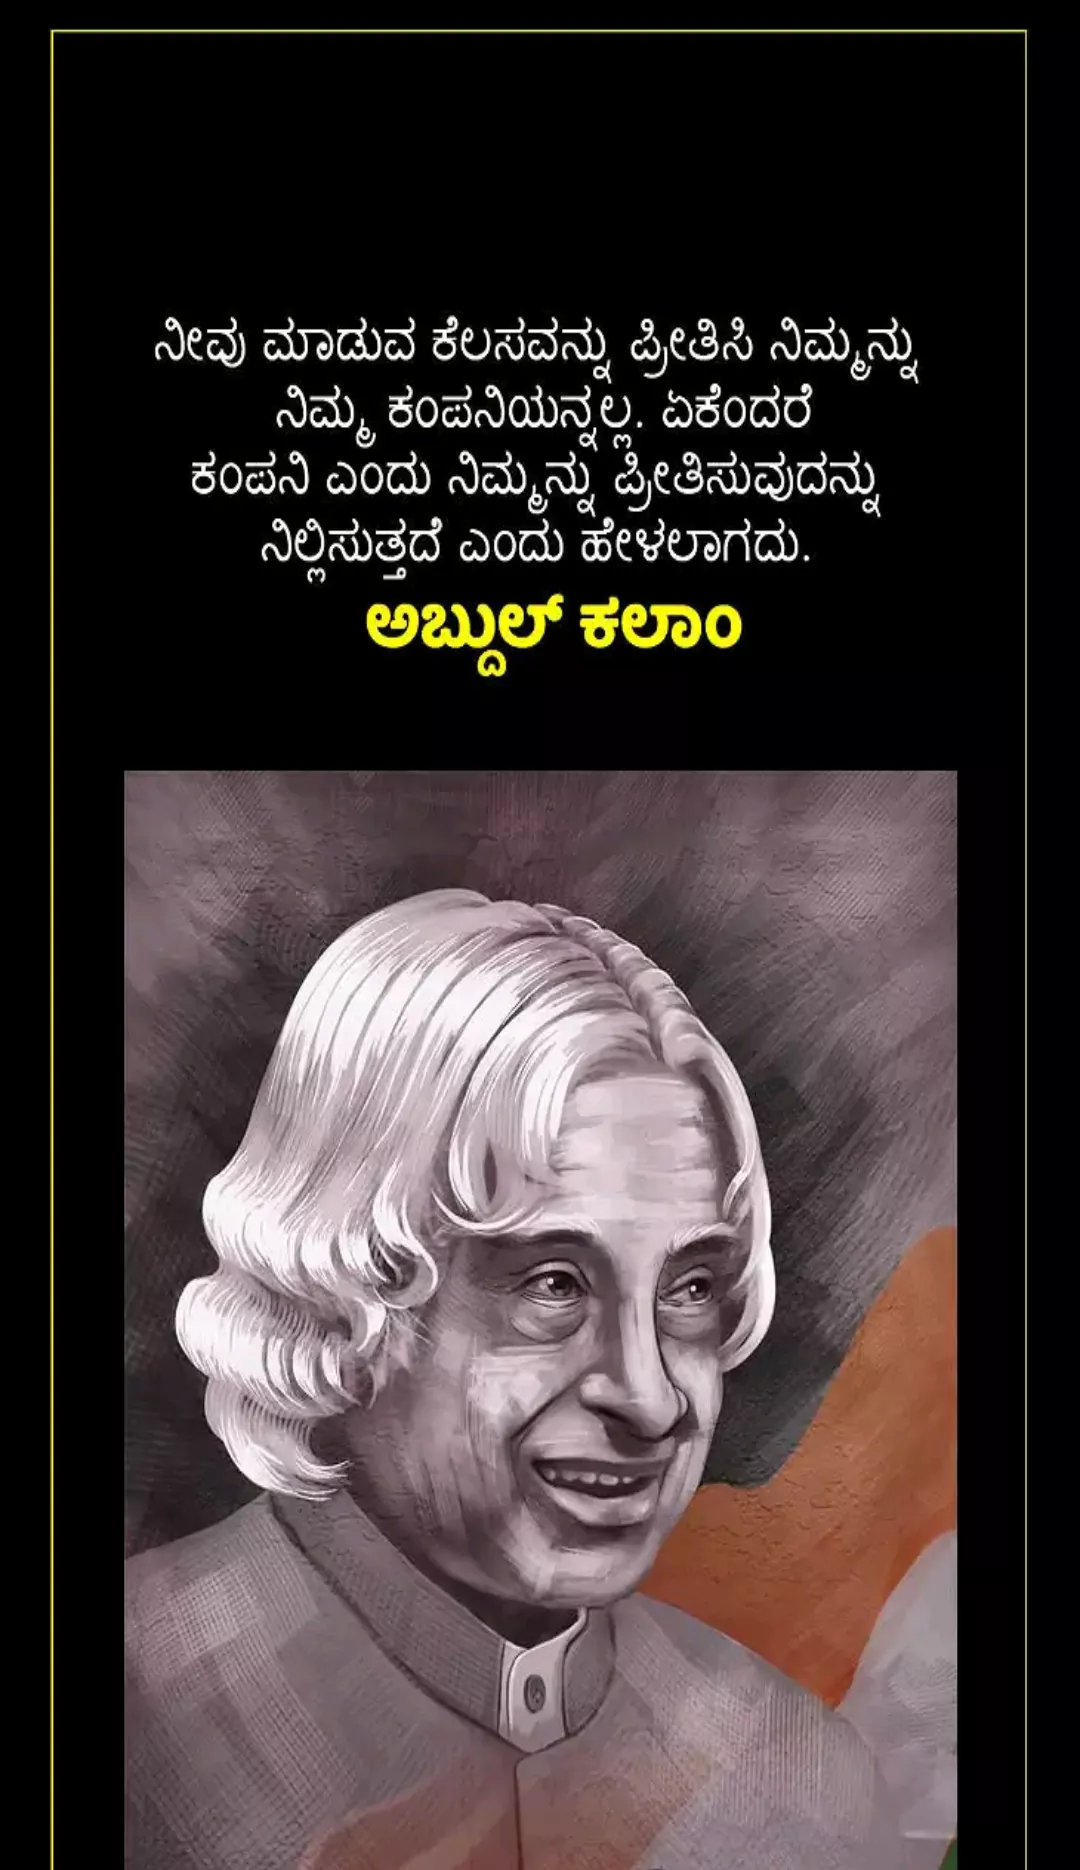 ನೀವು ಮಾಡುವ ಕೆಲಸವನ್ನು ಪ್ರೀತಿಸಿ ನಿಮ್ಮನ್ನು
ನಿಮ್ಮ ಕಂಪನಿಯನ್ನಲ್ಲ. ಏಕೆಂದರೆ
ಕಂಪನಿ ಎಂದು ನಿಮ್ಮನ್ನು ಪ್ರೀತಿಸುವುದನ್ನು
ನಿಲ್ಲಿಸುತ್ತದೆ ಎಂದು ಹೇಳಲಾಗದು.
ಅಬ್ದುಲ್ ಕಲಾಂ